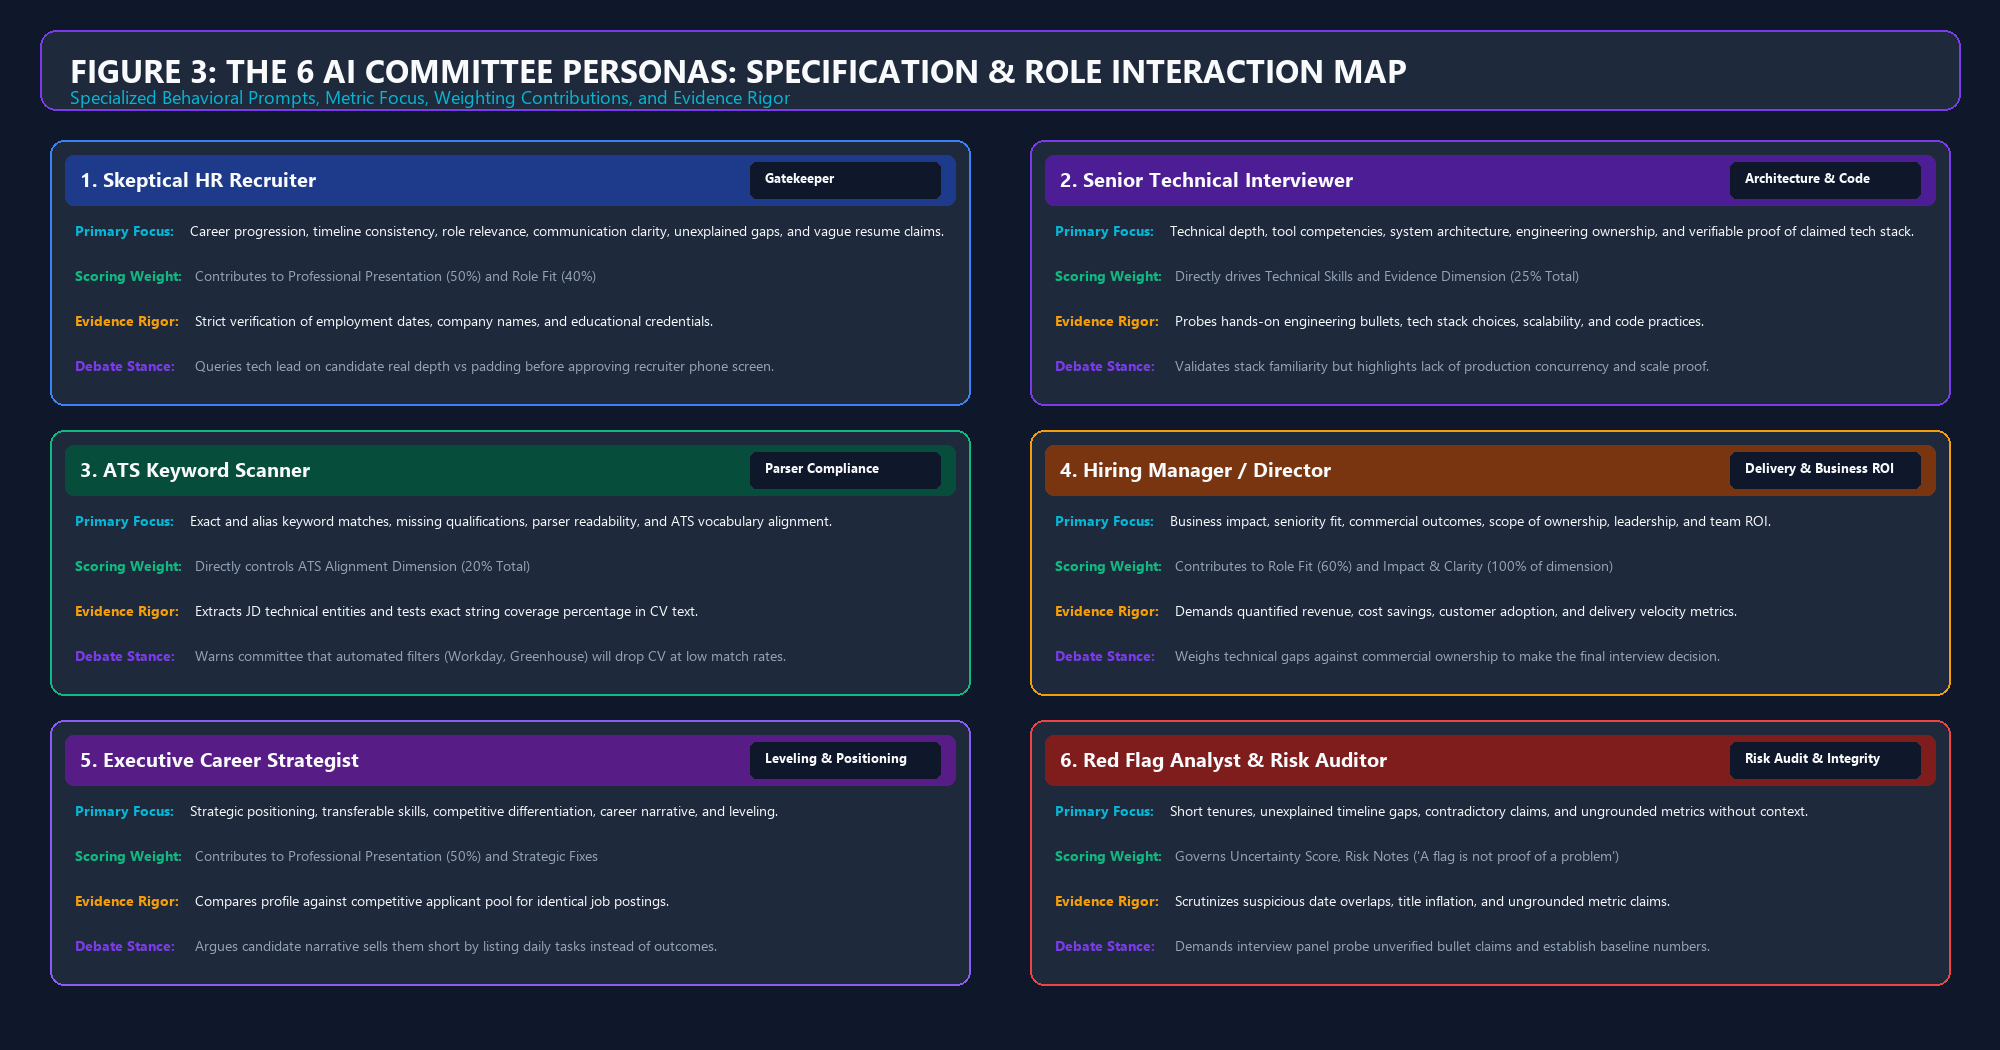 FIGURE 3: THE 6 AI COMMITTEE PERSONAS: SPECIFICATION & ROLE INTERACTION MAP
Specialized Behavioral Prompts, Metric Focus, Weighting Contributions, and Evidence Rigor
1. Skeptical HR Recruiter
Gatekeeper
Primary Focus: Career progression, timeline consistency, role relevance, communication clarity, unexplained gaps, and vague resume claims.
Scoring Weight: Contributes to Professional Presentation (50%) and Role Fit (40%)
Evidence Rigor: Strict verification of employment dates, company names, and educational credentials.
Debate Stance: Queries tech lead on candidate real depth vs padding before approving recruiter phone screen.
2. Senior Technical Interviewer
Architecture & Code
Primary Focus: Technical depth, tool competencies, system architecture, engineering ownership, and verifiable proof of claimed tech stack.
Scoring Weight: Directly drives Technical Skills and Evidence Dimension (25% Total)
Evidence Rigor: Probes hands-on engineering bullets, tech stack choices, scalability, and code practices.
Debate Stance: Validates stack familiarity but highlights lack of production concurrency and scale proof.
3. ATS Keyword Scanner
Parser Compliance
Primary Focus: Exact and alias keyword matches, missing qualifications, parser readability, and ATS vocabulary alignment.
Scoring Weight: Directly controls ATS Alignment Dimension (20% Total)
Evidence Rigor: Extracts JD technical entities and tests exact string coverage percentage in CV text.
Debate Stance: Warns committee that automated filters (Workday, Greenhouse) will drop CV at low match rates.
4. Hiring Manager / Director
Delivery & Business ROI
Primary Focus: Business impact, seniority fit, commercial outcomes, scope of ownership, leadership, and team ROI.
Scoring Weight: Contributes to Role Fit (60%) and Impact & Clarity (100% of dimension)
Evidence Rigor: Demands quantified revenue, cost savings, customer adoption, and delivery velocity metrics.
Debate Stance: Weighs technical gaps against commercial ownership to make the final interview decision.
5. Executive Career Strategist
Leveling & Positioning
Primary Focus: Strategic positioning, transferable skills, competitive differentiation, career narrative, and leveling.
Scoring Weight: Contributes to Professional Presentation (50%) and Strategic Fixes
Evidence Rigor: Compares profile against competitive applicant pool for identical job postings.
Debate Stance: Argues candidate narrative sells them short by listing daily tasks instead of outcomes.
6. Red Flag Analyst & Risk Auditor
Risk Audit & Integrity
Primary Focus: Short tenures, unexplained timeline gaps, contradictory claims, and ungrounded metrics without context.
Scoring Weight: Governs Uncertainty Score, Risk Notes ('A flag is not proof of a problem')
Evidence Rigor: Scrutinizes suspicious date overlaps, title inflation, and ungrounded metric claims.
Debate Stance: Demands interview panel probe unverified bullet claims and establish baseline numbers.